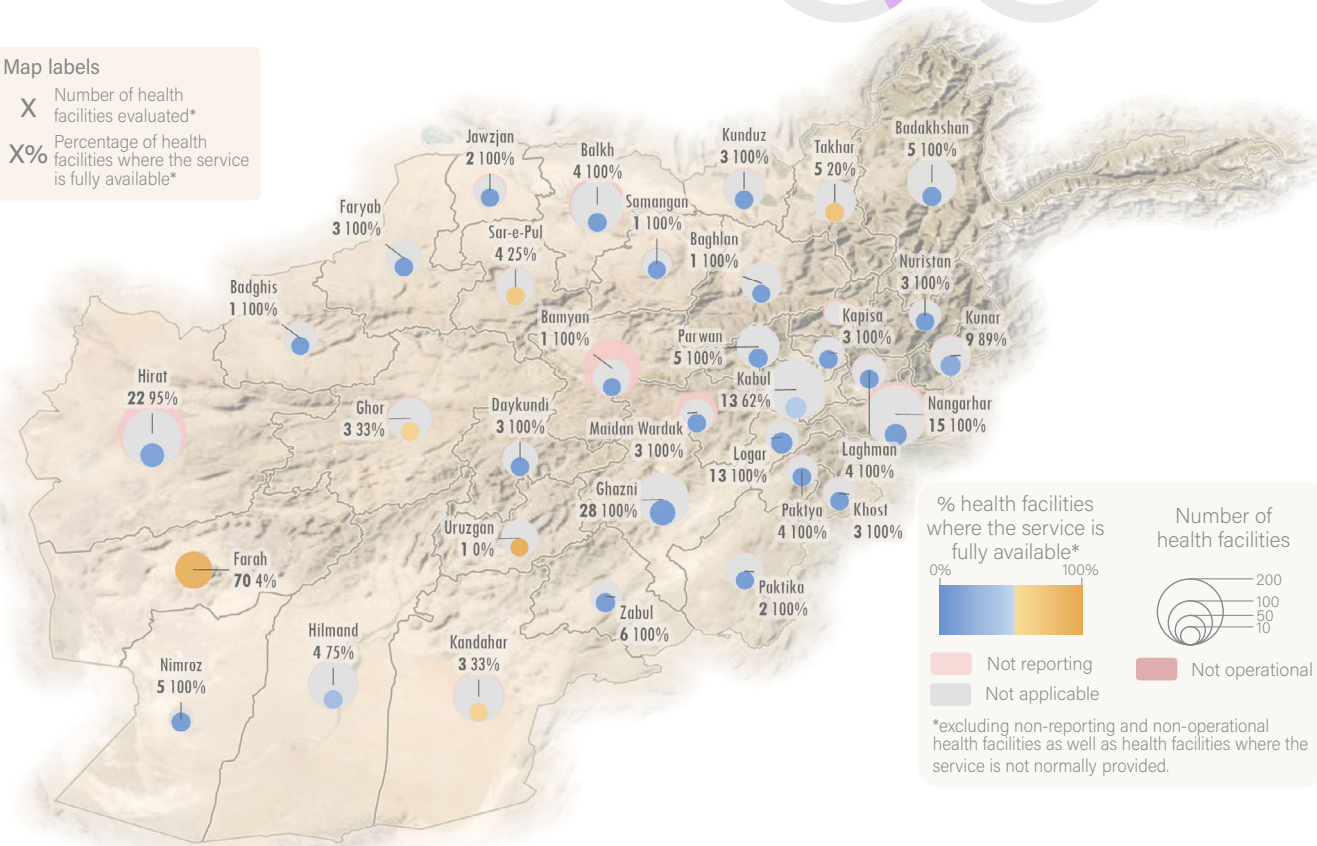 Map labels
X Number of health
facilities evaluated*
X% Percentage of health
facilities where the service
is fully available*
Jawzjan
2 100%
Balkh
4 100%
Kunduz
3 100%
Takhar
5 20%
Badakhshan
5 100%
Faryab
3 100%
Samangan
1 100%
Sar-e-Pul
4 25%
Baghlan
1 100%
Nuristan
3 100%
Badghis
1 100%
Bamyan
1 100%
Parwan
5 100%
Kapisa
3 100%
Kunar
9 89%
Hirat
22 95%
Kabul
13 62%
Ghor
3 33%
Daykundi
3 100%
Maidan Wardak
3 100%
Nangarhar
15 100%
Logar
13 100%
Laghman
4 100%
Ghazni
28 100%
Paktya
4 100%
Khost
3 100%
Uruzgan
1 0%
Farah
70 4%
Paktika
2 100%
Zabul
6 100%
Hilmand
4 75%
Kandahar
3 33%
Nimroz
5 100%
% health facilities
where the service is
fully available*
0% 100%
Not reporting
Not applicable
Number of
health facilities
200
100
50
10
Not operational
*excluding non-reporting and non-operational
health facilities as well as health facilities where the
service is not normally provided.